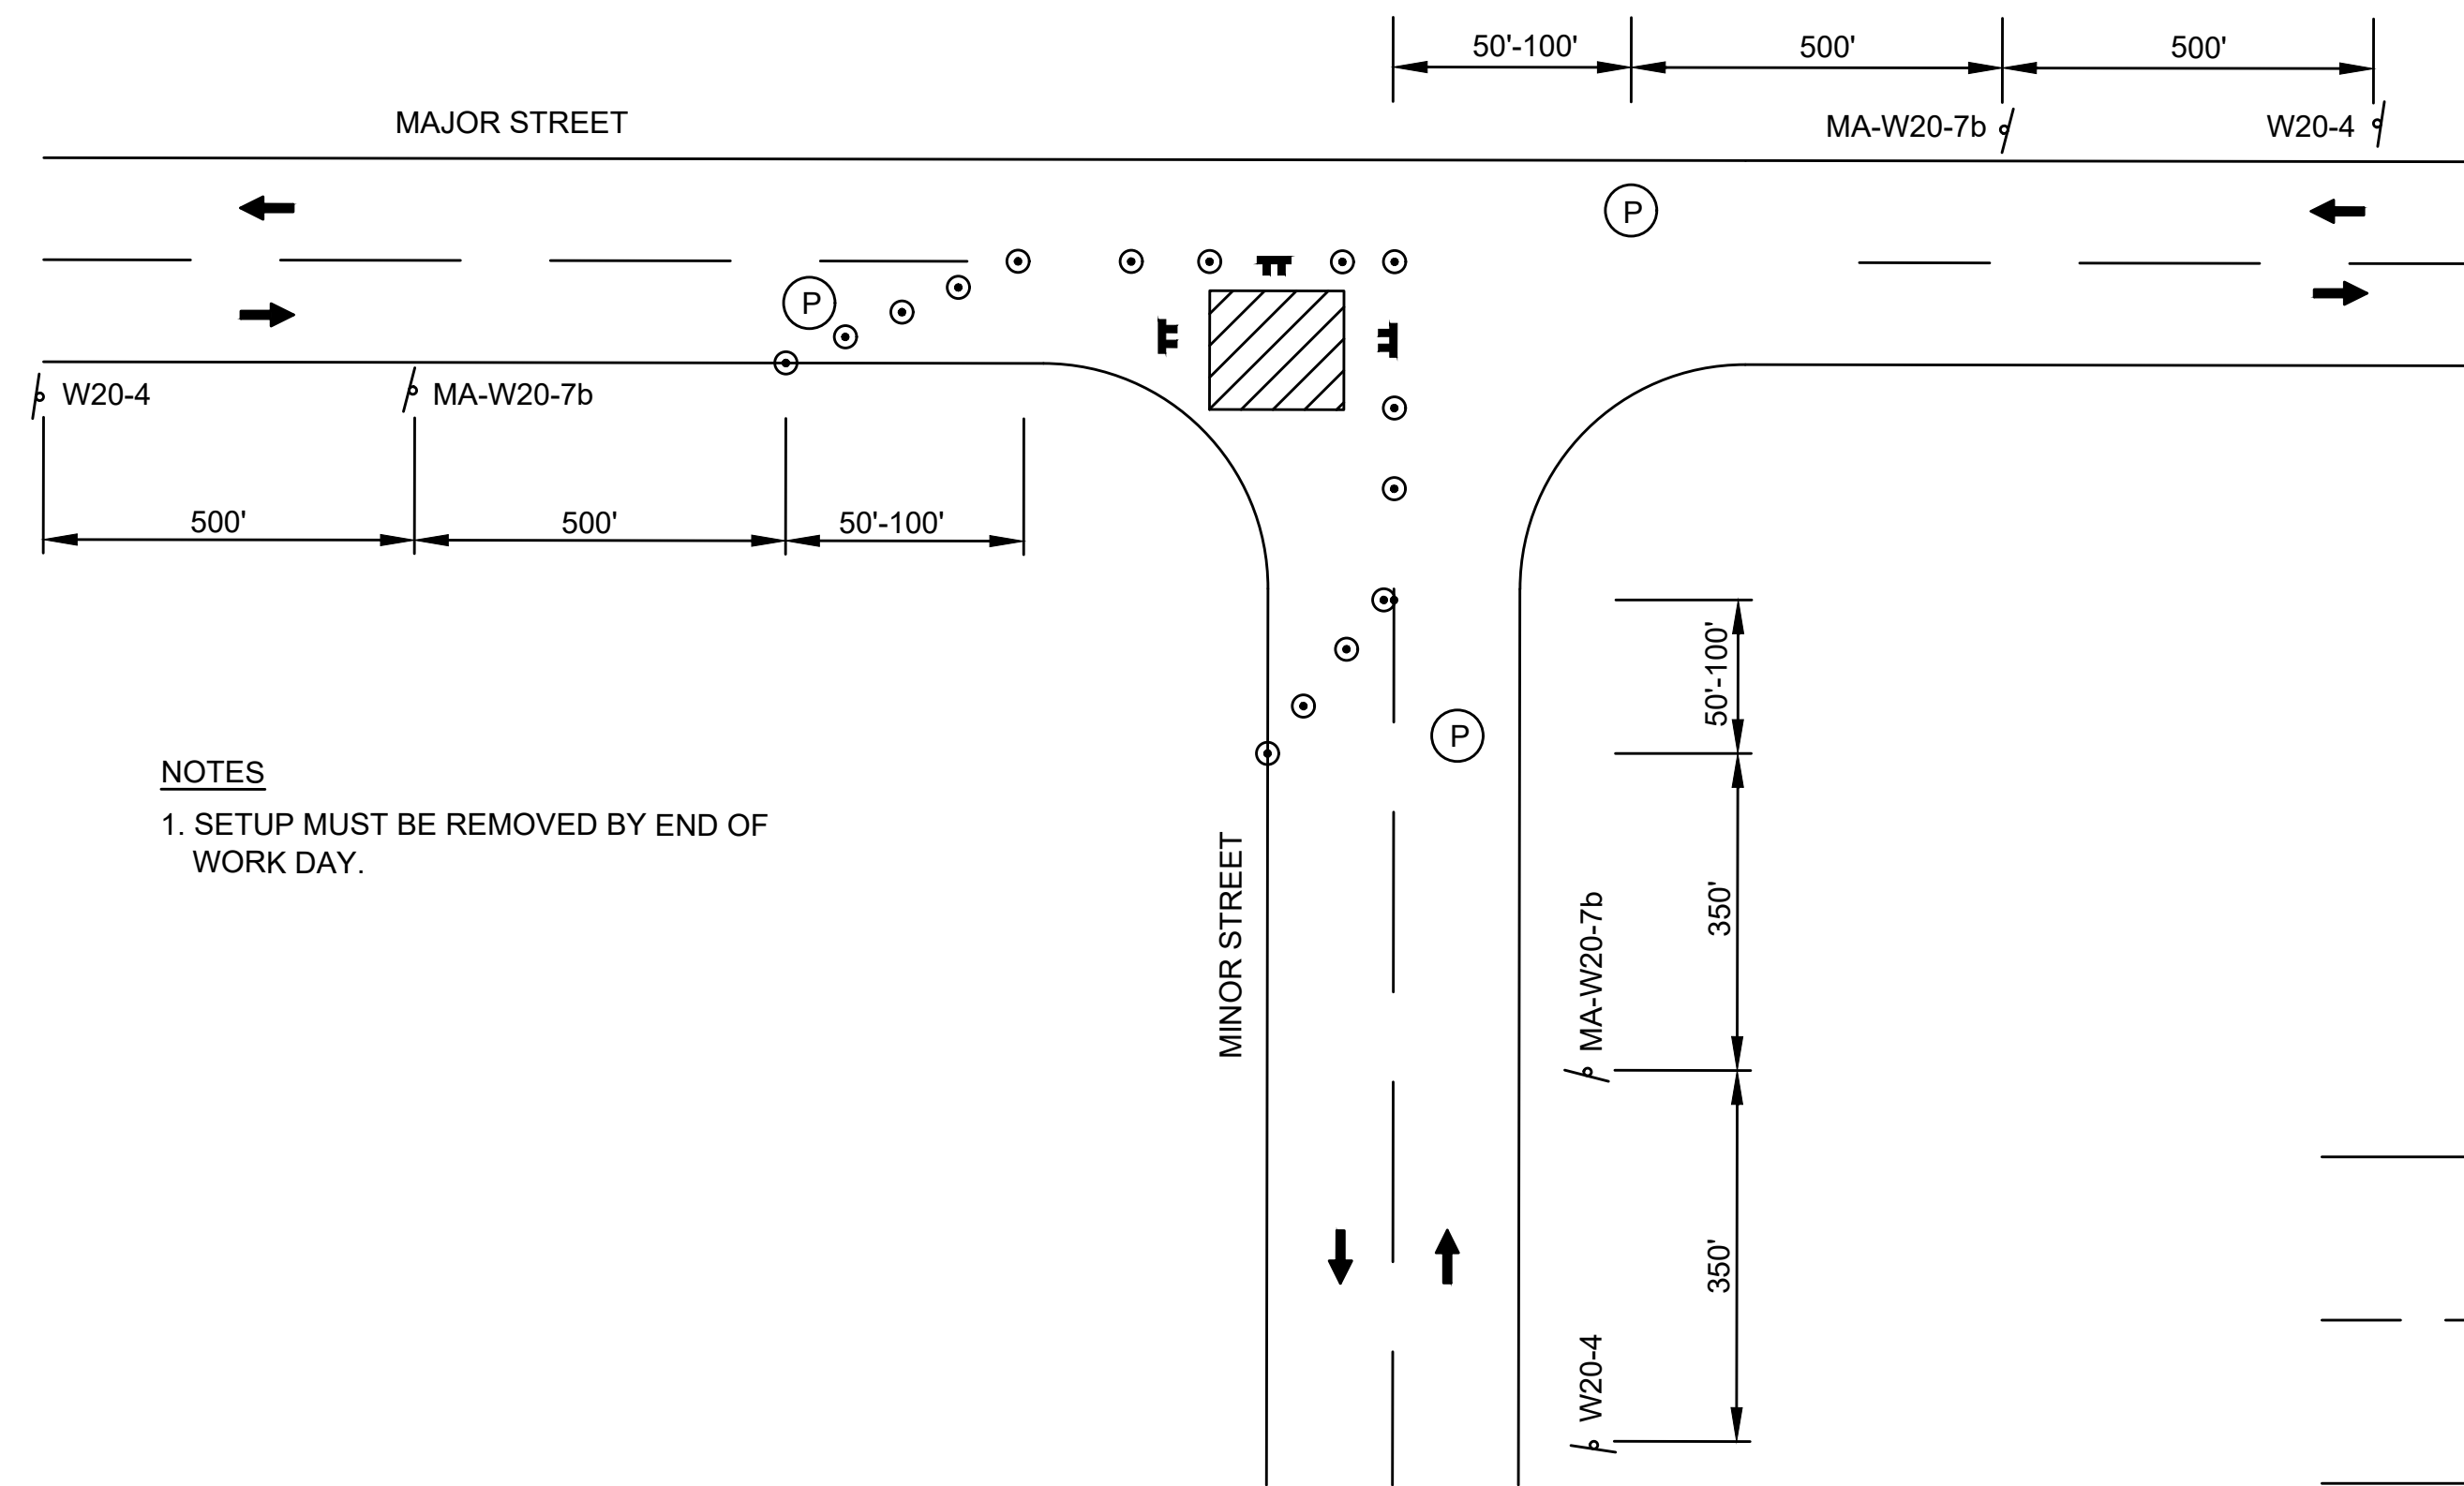 50'-100'
500'
500'
MAJOR STREET
MA-W20-7b
W20-4
P
P
W20-4
MA-W20-7b
500'
500'
50'-100'
50'-100'
P
NOTES
1. SETUP MUST BE REMOVED BY END OF
WORK DAY.
MINOR STREET
MA-W20-7b
350'
350'
W20-4